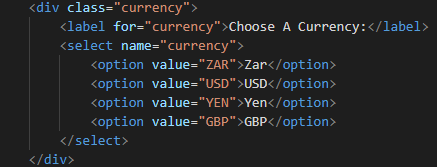 <div class="currency">
<label for="currency">Choose A Currency:</label>
<select name="currency">
<option value="ZAR">Zar</option>
<option value="USD">USD</option>
<option value="YEN">Yen</option>
<option value="GBP">GBP</option>
</select>
</div>